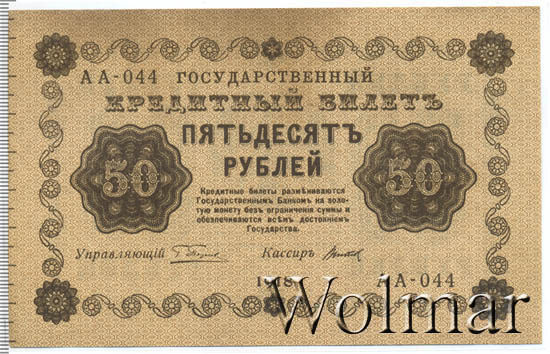 АА-044 ГОСУДАРСТВЕННЫЙ
КРЕДИТНЫЙ БИЛЕТЪ
ПЯТЬДЕСЯТЪ
РУБЛЕЙ
50
50
Кредитные билеты размѣниваются
Государственнымъ Банкомъ на золо-
тую монету безъ ограниченія суммы и
обезпечиваются всѣмъ достояніемъ
Государства.
Управляющій
Кассиръ
1918
АА-044
Wolmar